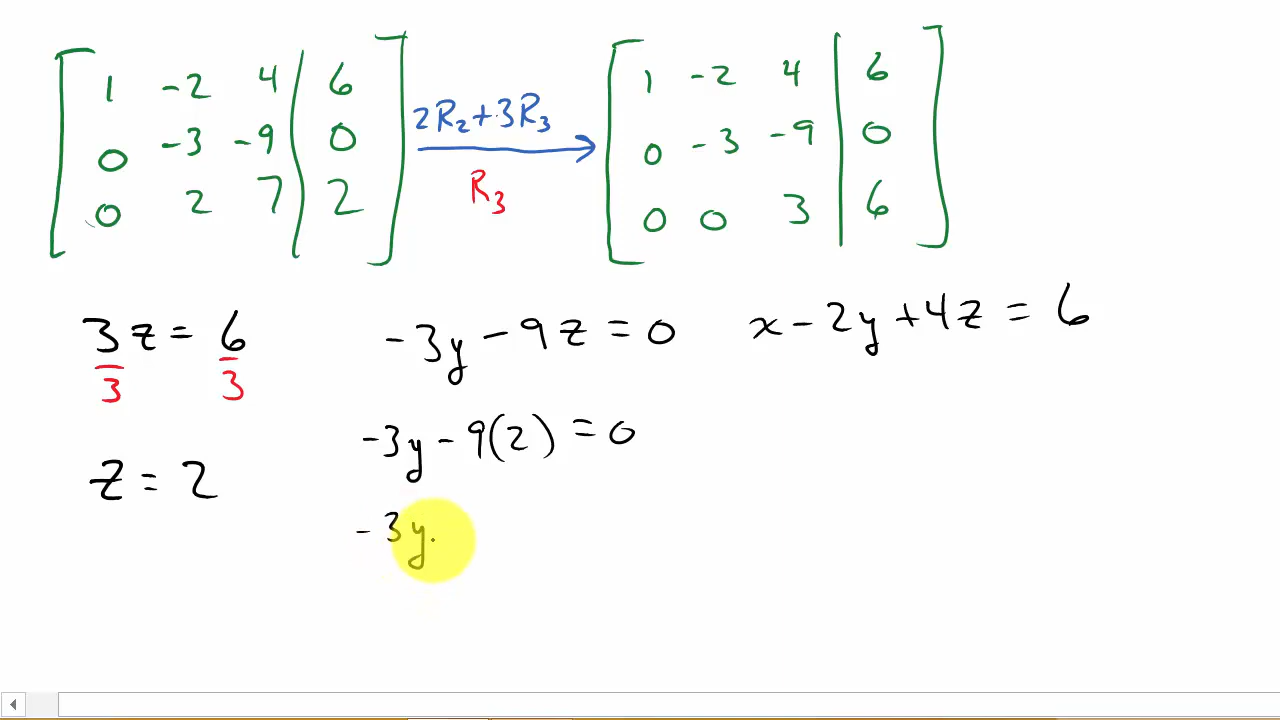 1 -2 4 | 6 1 -2 4 | 6
0 -3 -9 | 0 2R₂+3R₃ 0 -3 -9 | 0
0 2 7 | 2 R₃ 0 0 3 | 6
3z = 6 -3y - 9z = 0 x - 2y + 4z = 6
3 3
-3y - 9(2) = 0
z = 2
-3y